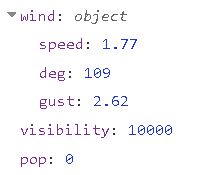 wind: object
speed: 1.77
deg: 109
gust: 2.62
visibility: 10000
pop: 0